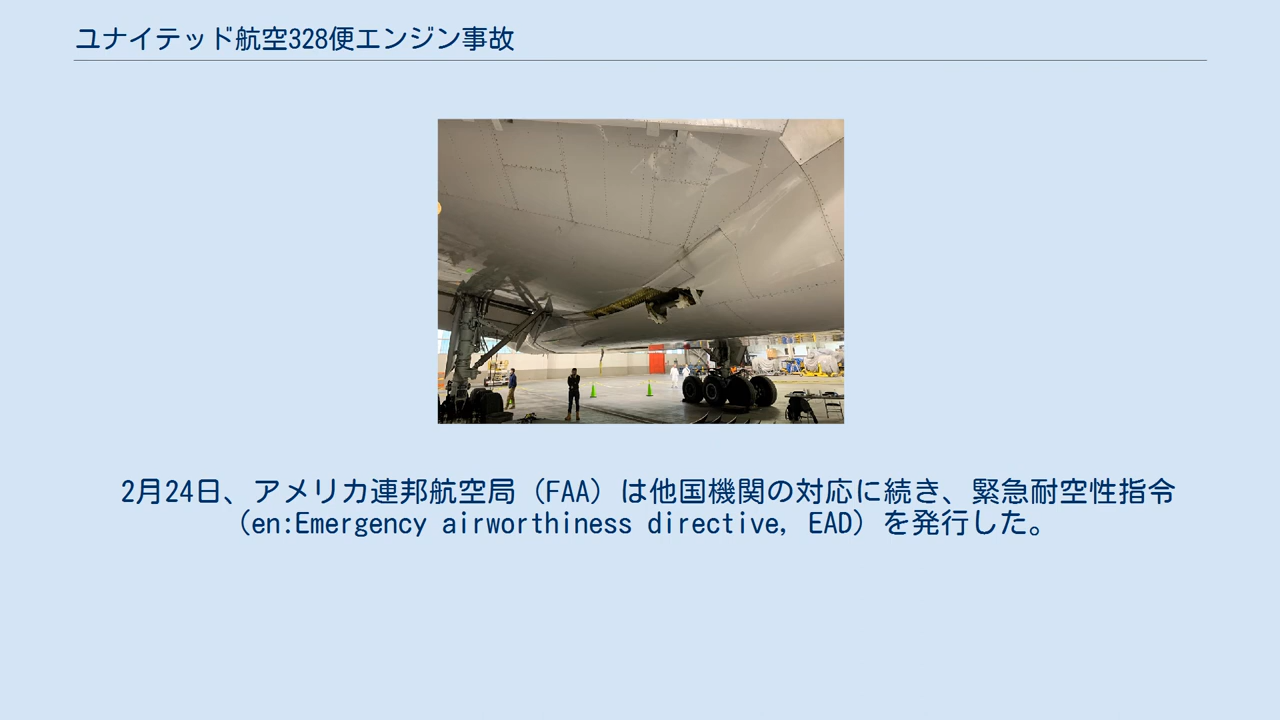 ユナイテッド航空328便エンジン事故
2月24日、アメリカ連邦航空局（FAA）は他国機関の対応に続き、緊急耐空性指令
（en:Emergency airworthiness directive, EAD）を発行した。